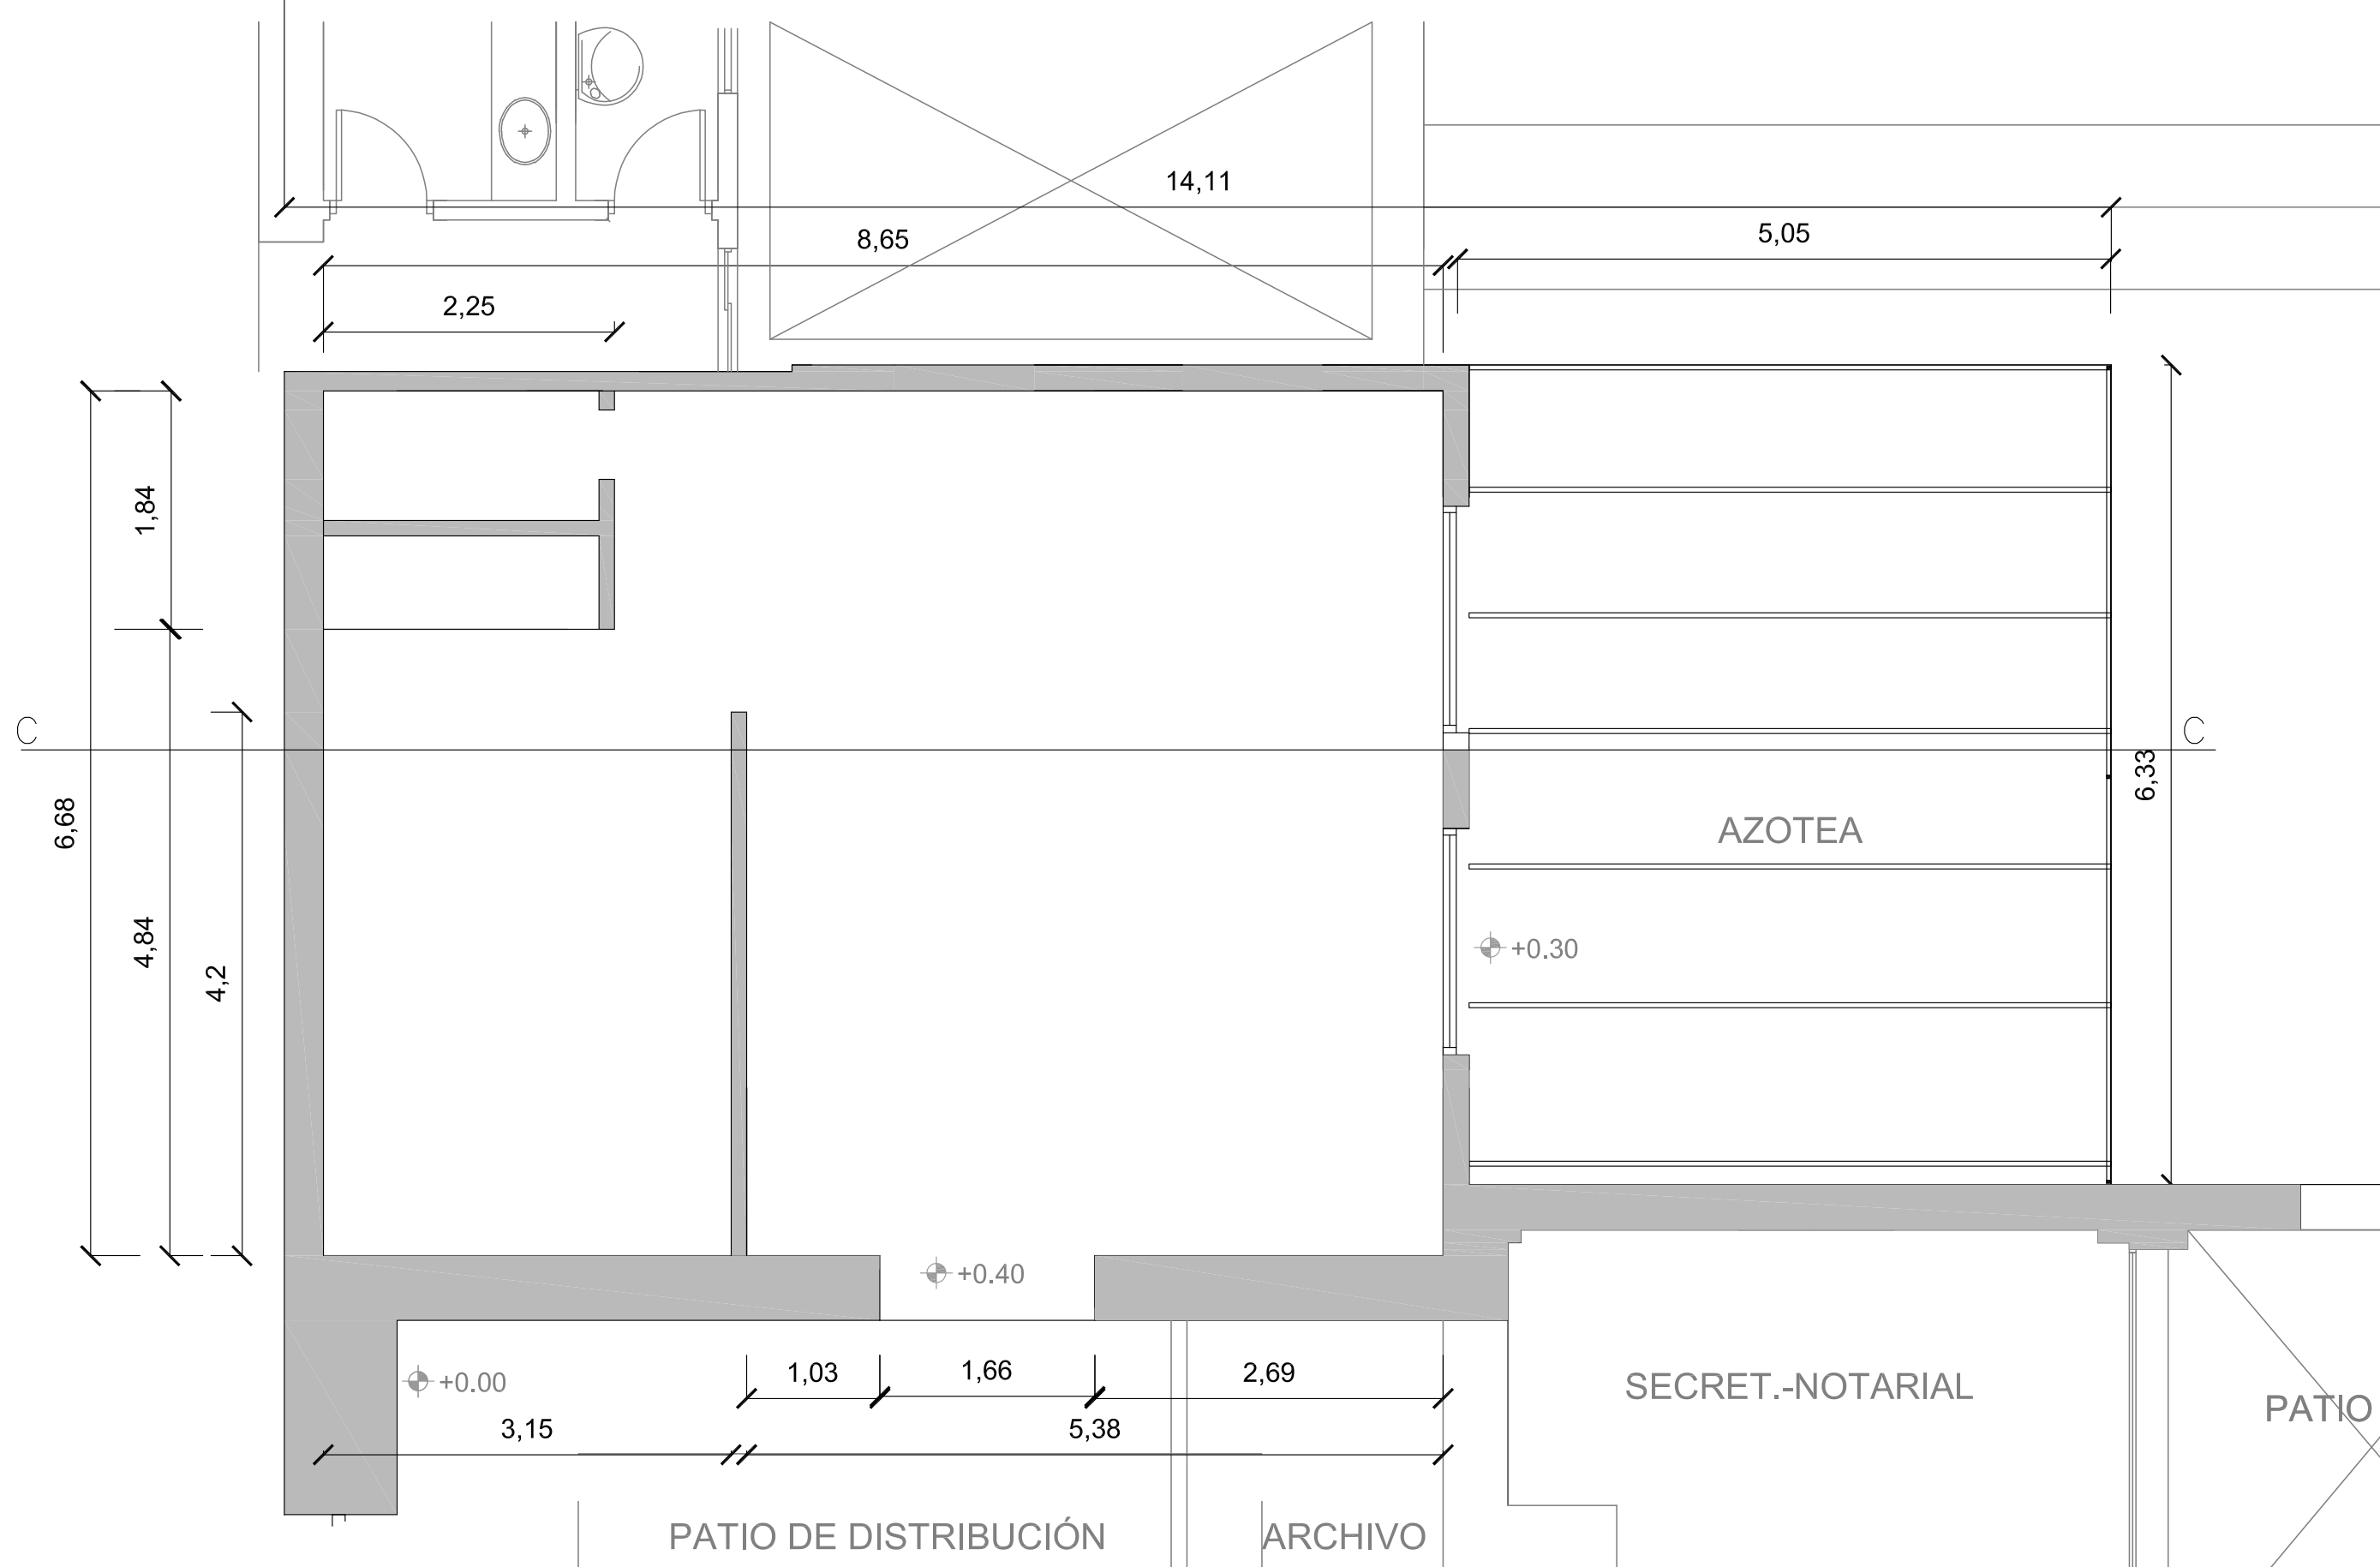 14,11
8,65
5,05
2,25
1,84
C
C
6,68
6,33
AZOTEA
4,84
4,2
+0.30
+0.40
+0.00
1,03
1,66
2,69
SECRET.-NOTARIAL
PATIO
3,15
5,38
PATIO DE DISTRIBUCIÓN
ARCHIVO